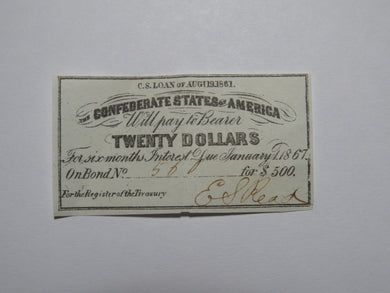 C.S. LOAN OF AUG 19. 1861.
THE CONFEDERATE STATES OF AMERICA
Will pay to Bearer
TWENTY DOLLARS
For six months Interest Due January 1. 1867
On Bond No. for $500.
For the Register of the Treasury